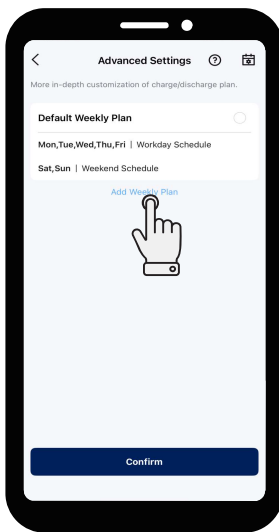 Advanced Settings
More in-depth customization of charge/discharge plan.
Default Weekly Plan
Mon,Tue,Wed,Thu,Fri | Workday Schedule
Sat,Sun | Weekend Schedule
Add Weekly Plan
Confirm